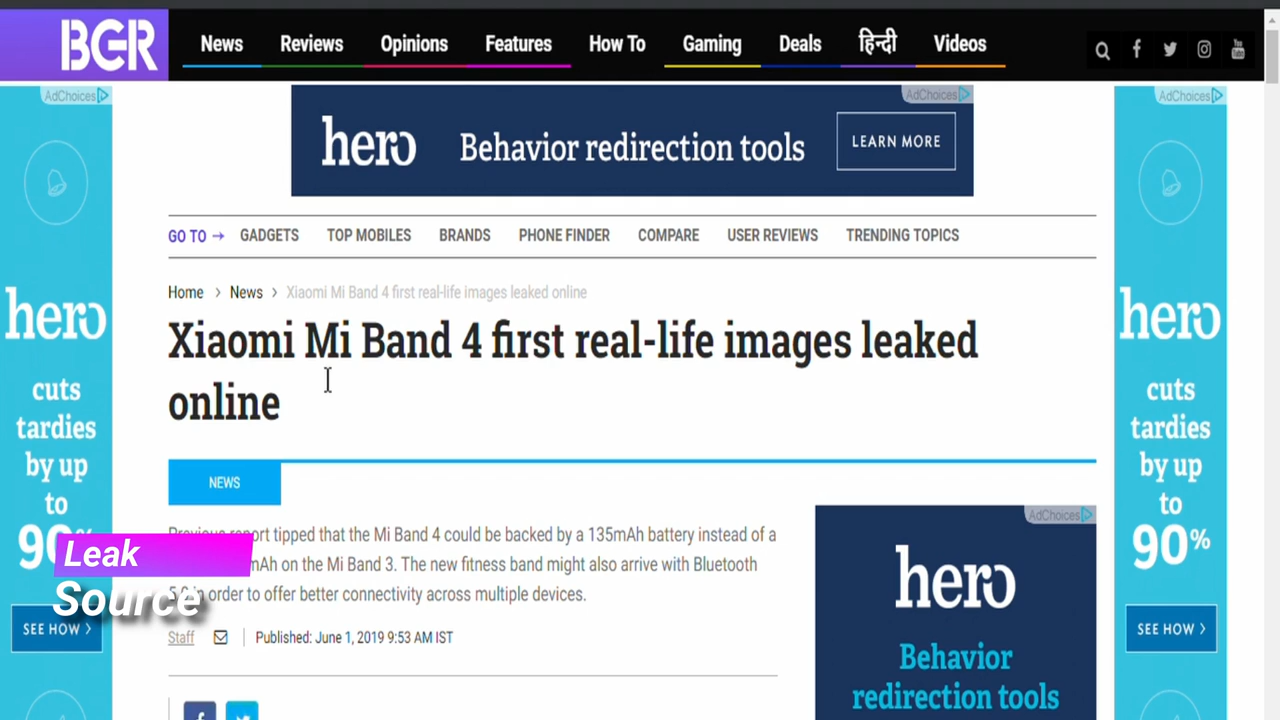 BGR
News Reviews Opinions Features How To Gaming Deals हिन्दी Videos
You Tube
AdChoices
AdChoices
AdChoices
hero Behavior redirection tools LEARN MORE
GO TO → GADGETS TOP MOBILES BRANDS PHONE FINDER COMPARE USER REVIEWS TRENDING TOPICS
Home > News > Xiaomi Mi Band 4 first real-life images leaked online
Xiaomi Mi Band 4 first real-life images leaked
online
NEWS
Previous report tipped that the Mi Band 4 could be backed by a 135mAh battery instead of a
mAh on the Mi Band 3. The new fitness band might also arrive with Bluetooth
in order to offer better connectivity across multiple devices.
Staff Published: June 1, 2019 9:53 AM IST
Leak
Source
hero
cuts
tardies
by up
to
90%
SEE HOW >
AdChoices
hero
Behavior
redirection tools
hero
cuts
tardies
by up
to
90%
SEE HOW >